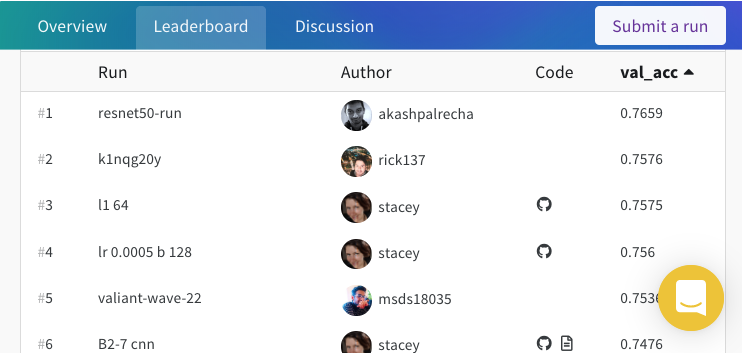 Overview Leaderboard Discussion Submit a run
Run Author Code val_acc
#1 resnet50-run akashpalrecha 0.7659
#2 k1nqg20y rick137 0.7576
#3 l1 64 stacey 0.7575
#4 lr 0.0005 b 128 stacey 0.756
#5 valiant-wave-22 msds18035 0.7536
#6 B2-7 cnn stacey 0.7476